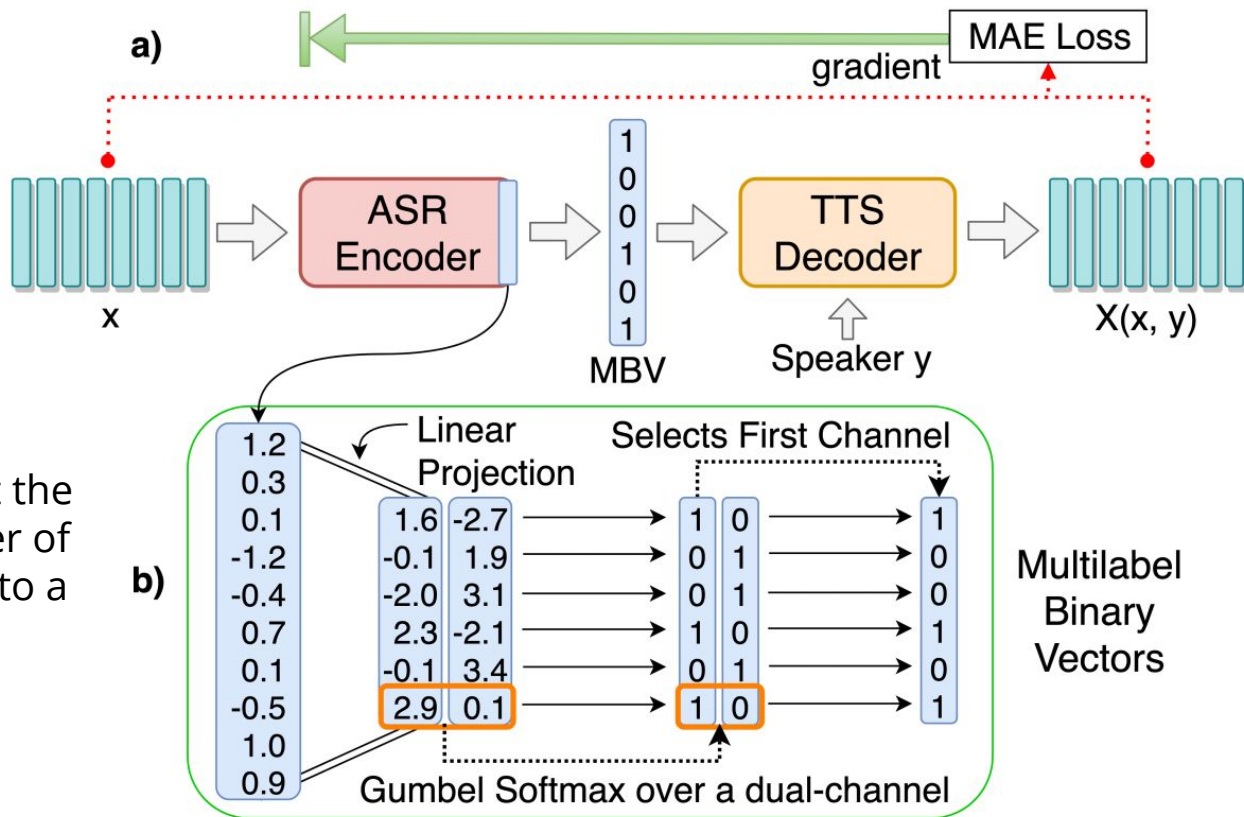 a)
MAE Loss
gradient
1
0
0
1
0
1
ASR
Encoder
TTS
Decoder
x
MBV
Speaker y
X(x, y)
t the
er of
to a
b)
1.2
0.3
0.1
-1.2
-0.4
0.7
0.1
-0.5
1.0
0.9
Linear
Projection
Selects First Channel
1.6 -2.7 1 0 1
-0.1 1.9 0 1 0
-2.0 3.1 0 1 0
2.3 -2.1 1 0 1
-0.1 3.4 0 1 0
2.9 0.1 1 0 1
Gumbel Softmax over a dual-channel
Multilabel
Binary
Vectors